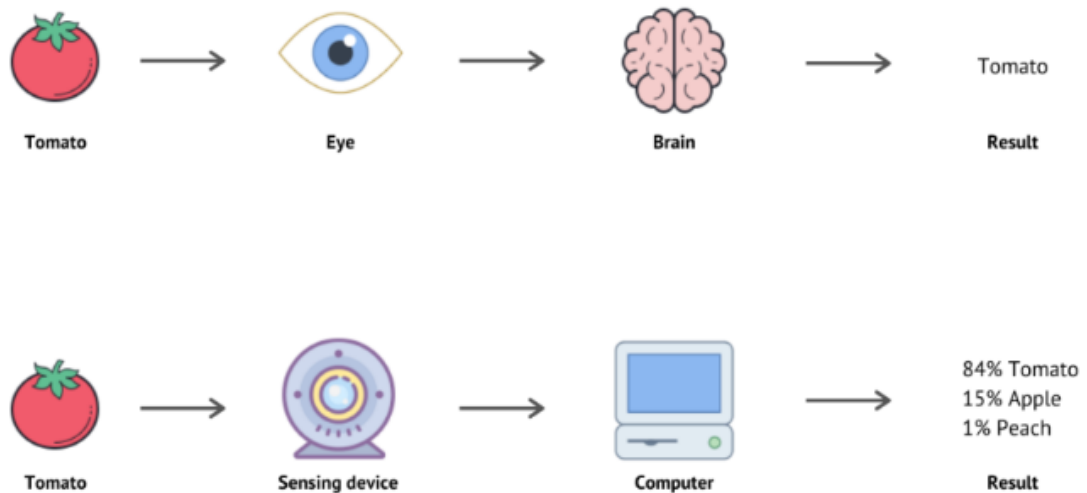 Tomato
Tomato Eye Brain Result
84% Tomato
15% Apple
1% Peach
Tomato Sensing device Computer Result